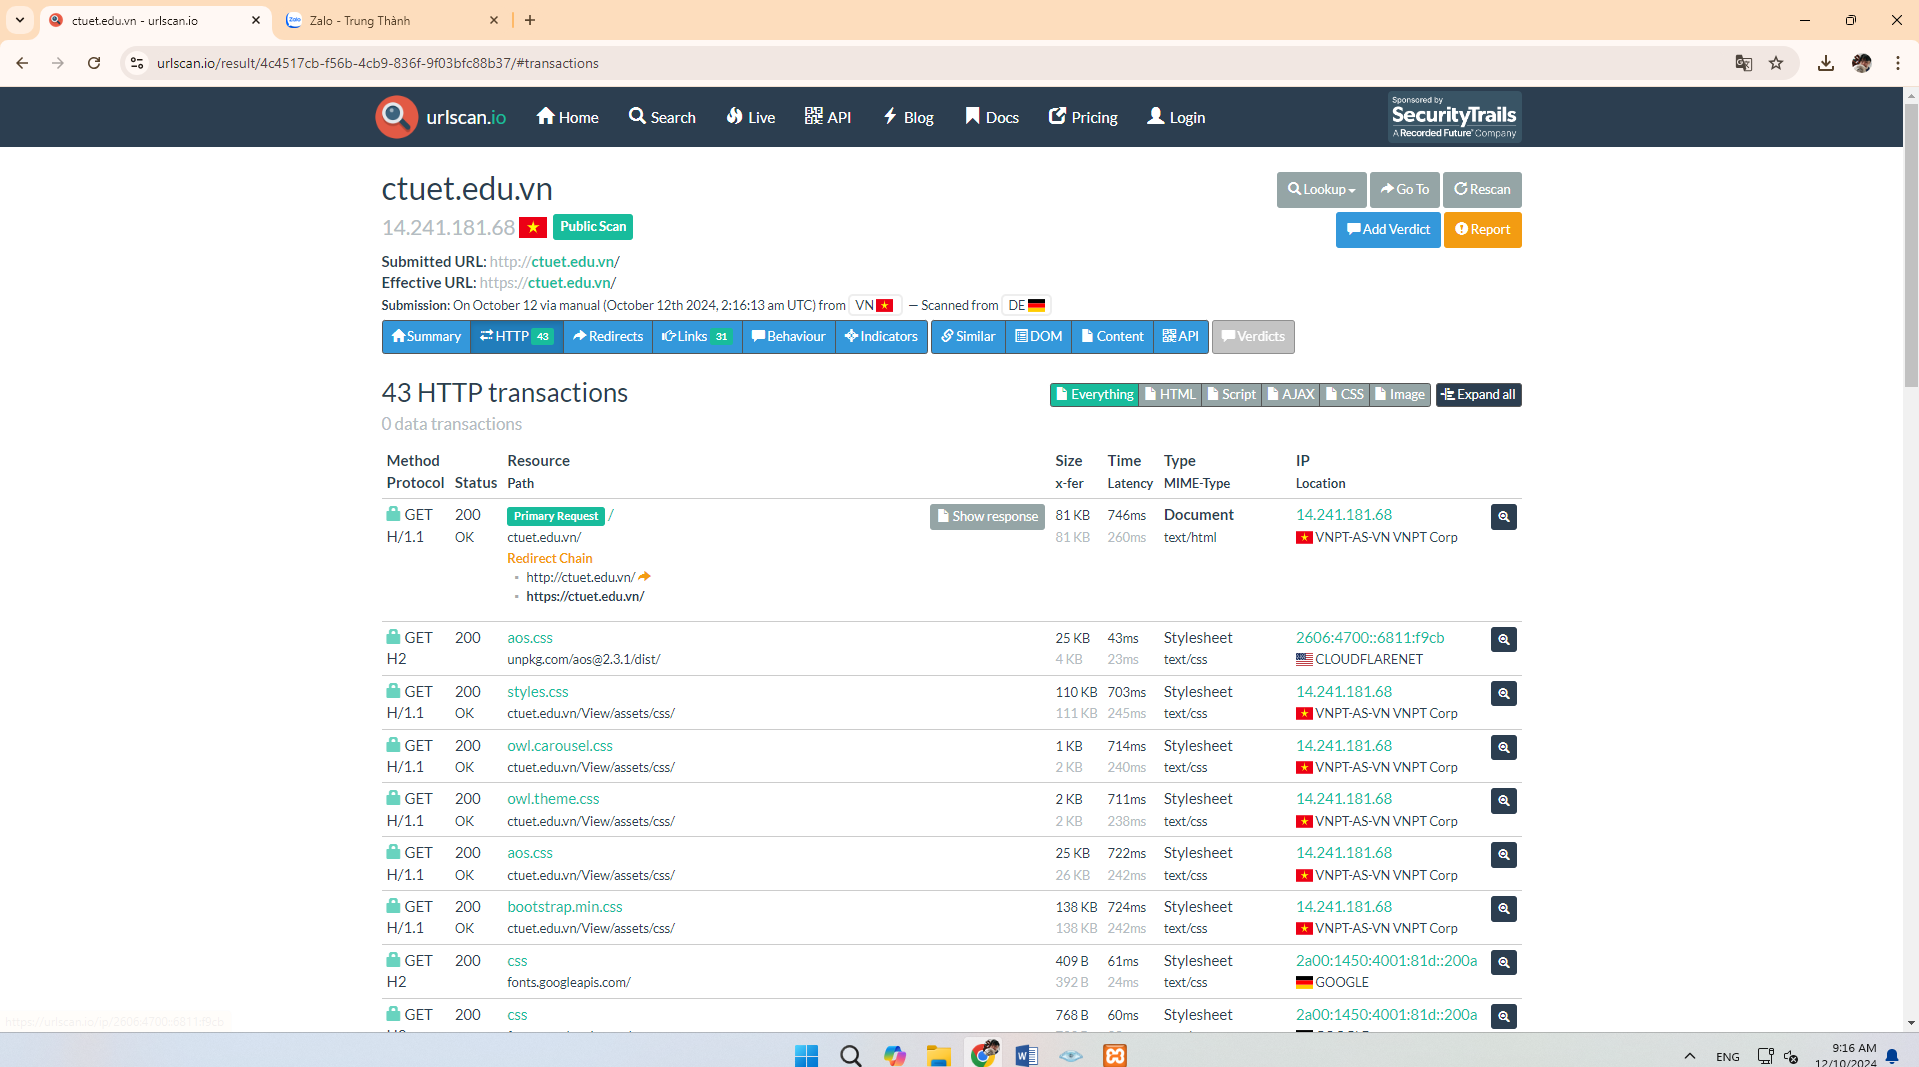 ctuet.edu.vn - urlscan.io
Zalo - Trung Thành
urlscan.io/result/4c4517cb-f56b-4cb9-836f-9f03bfc88b37/#transactions
urlscan.io
Home
Search
Live
API
Blog
Docs
Pricing
Login
Sponsored by
SecurityTrails
A Recorded Future® Company
ctuet.edu.vn
Lookup
Go To
Rescan
14.241.181.68
Public Scan
Add Verdict
Report
Submitted URL: http://ctuet.edu.vn/
Effective URL: https://ctuet.edu.vn/
Submission: On October 12 via manual (October 12th 2024, 2:16:13 am UTC) from VN — Scanned from DE
Summary
HTTP 43
Redirects
Links 31
Behaviour
Indicators
Similar
DOM
Content
API
Verdicts
43 HTTP transactions
Everything
HTML
Script
AJAX
CSS
Image
Expand all
0 data transactions
Method Resource Size Time Type IP
Protocol Status Path x-fer Latency MIME-Type Location
GET 200 Primary Request / Show response 81 KB 746ms Document 14.241.181.68
H/1.1 OK ctuet.edu.vn/ 81 KB 260ms text/html VNPT-AS-VN VNPT Corp
Redirect Chain
http://ctuet.edu.vn/
https://ctuet.edu.vn/
GET 200 aos.css 25 KB 43ms Stylesheet 2606:4700::6811:f9cb
H2 unpkg.com/aos@2.3.1/dist/ 4 KB 23ms text/css CLOUDFLARENET
GET 200 styles.css 110 KB 703ms Stylesheet 14.241.181.68
H/1.1 OK ctuet.edu.vn/View/assets/css/ 111 KB 245ms text/css VNPT-AS-VN VNPT Corp
GET 200 owl.carousel.css 1 KB 714ms Stylesheet 14.241.181.68
H/1.1 OK ctuet.edu.vn/View/assets/css/ 2 KB 240ms text/css VNPT-AS-VN VNPT Corp
GET 200 owl.theme.css 2 KB 711ms Stylesheet 14.241.181.68
H/1.1 OK ctuet.edu.vn/View/assets/css/ 2 KB 238ms text/css VNPT-AS-VN VNPT Corp
GET 200 aos.css 25 KB 722ms Stylesheet 14.241.181.68
H/1.1 OK ctuet.edu.vn/View/assets/css/ 26 KB 242ms text/css VNPT-AS-VN VNPT Corp
GET 200 bootstrap.min.css 138 KB 724ms Stylesheet 14.241.181.68
H/1.1 OK ctuet.edu.vn/View/assets/css/ 138 KB 242ms text/css VNPT-AS-VN VNPT Corp
GET 200 css 409 B 61ms Stylesheet 2a00:1450:4001:81d::200a
H2 fonts.googleapis.com/ 392 B 24ms text/css GOOGLE
GET 200 css 768 B 60ms Stylesheet 2a00:1450:4001:81d::200a
https://urlscan.io/ip/2606:4700::6811:f9cb
ENG
9:16 AM
12/10/2024